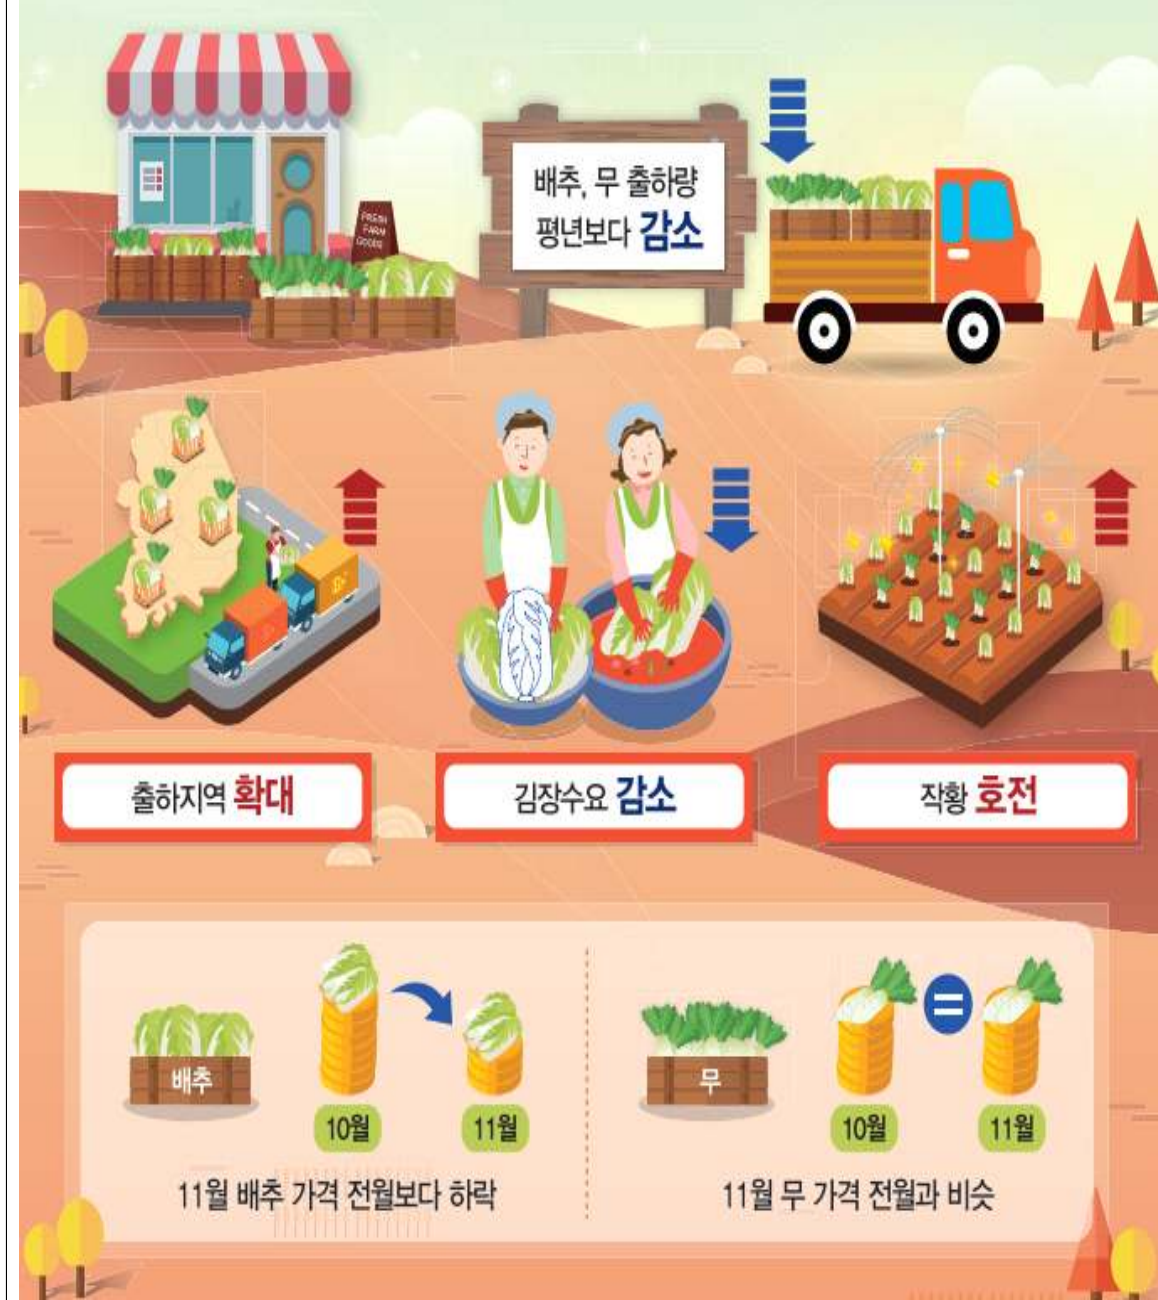 배추, 무 출하량
평년보다 감소
FRESH
FARM
GOODS
출하지역 확대
김장수요 감소
작황 호전
배추
10월
11월
11월 배추 가격 전월보다 하락
무
10월
=
11월
11월 무 가격 전월과 비슷